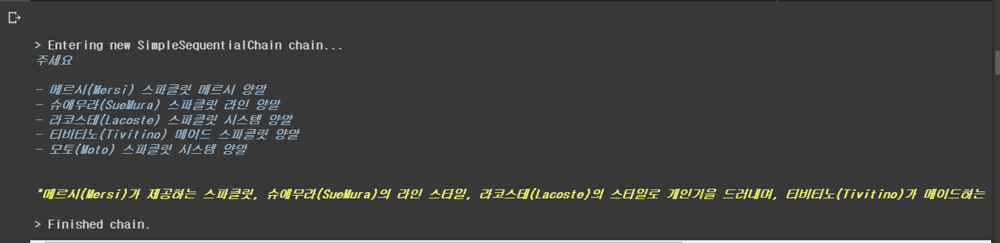 > Entering new SimpleSequentialChain chain...
주세요
- 메르시(Mersi) 스파클릿 메르시 양말
- 슈에무라(SueMura) 스파클릿 라인 양말
- 라코스테(Lacoste) 스파클릿 시스템 양말
- 티비티노(Tivitino) 메이드 스파클릿 양말
- 모토(Moto) 스파클릿 시스템 양말
"메르시(Mersi)가 제공하는 스파클릿, 슈에무라(SueMura)의 라인 스타일, 라코스테(Lacoste)의 스타일로 개인기을 드러내며, 티비티노(Tivitino)가 메이드하는
> Finished chain.